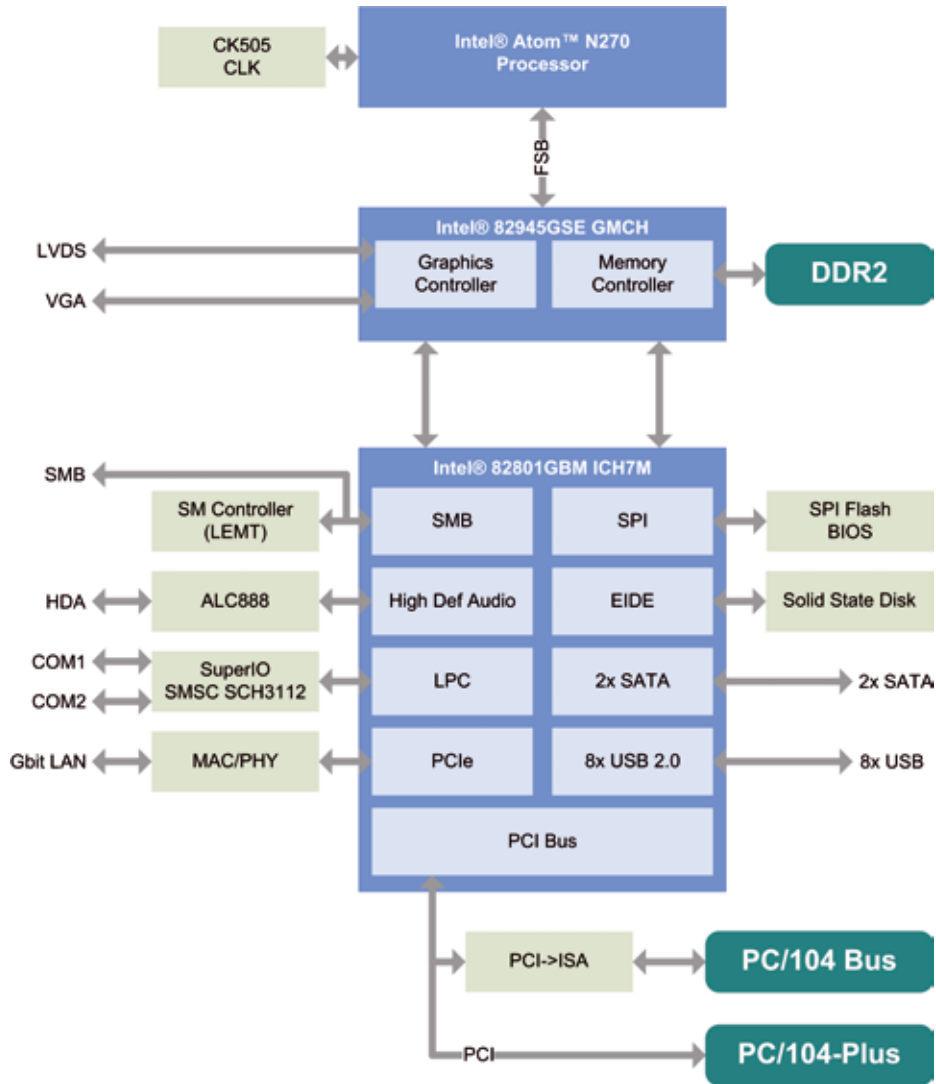 CK505
CLK
Intel® Atom™ N270
Processor
FSB
Intel® 82945GSE GMCH
LVDS
VGA
Graphics
Controller
Memory
Controller
DDR2
Intel® 82801GBM ICH7M
SMB
SM Controller
(LEMT)
SMB
SPI
SPI Flash
BIOS
HDA
ALC888
High Def Audio
EIDE
Solid State Disk
COM1
COM2
SuperIO
SMSC SCH3112
LPC
2x SATA
2x SATA
Gbit LAN
MAC/PHY
PCIe
8x USB 2.0
8x USB
PCI Bus
PCI->ISA
PC/104 Bus
PCI
PC/104-Plus